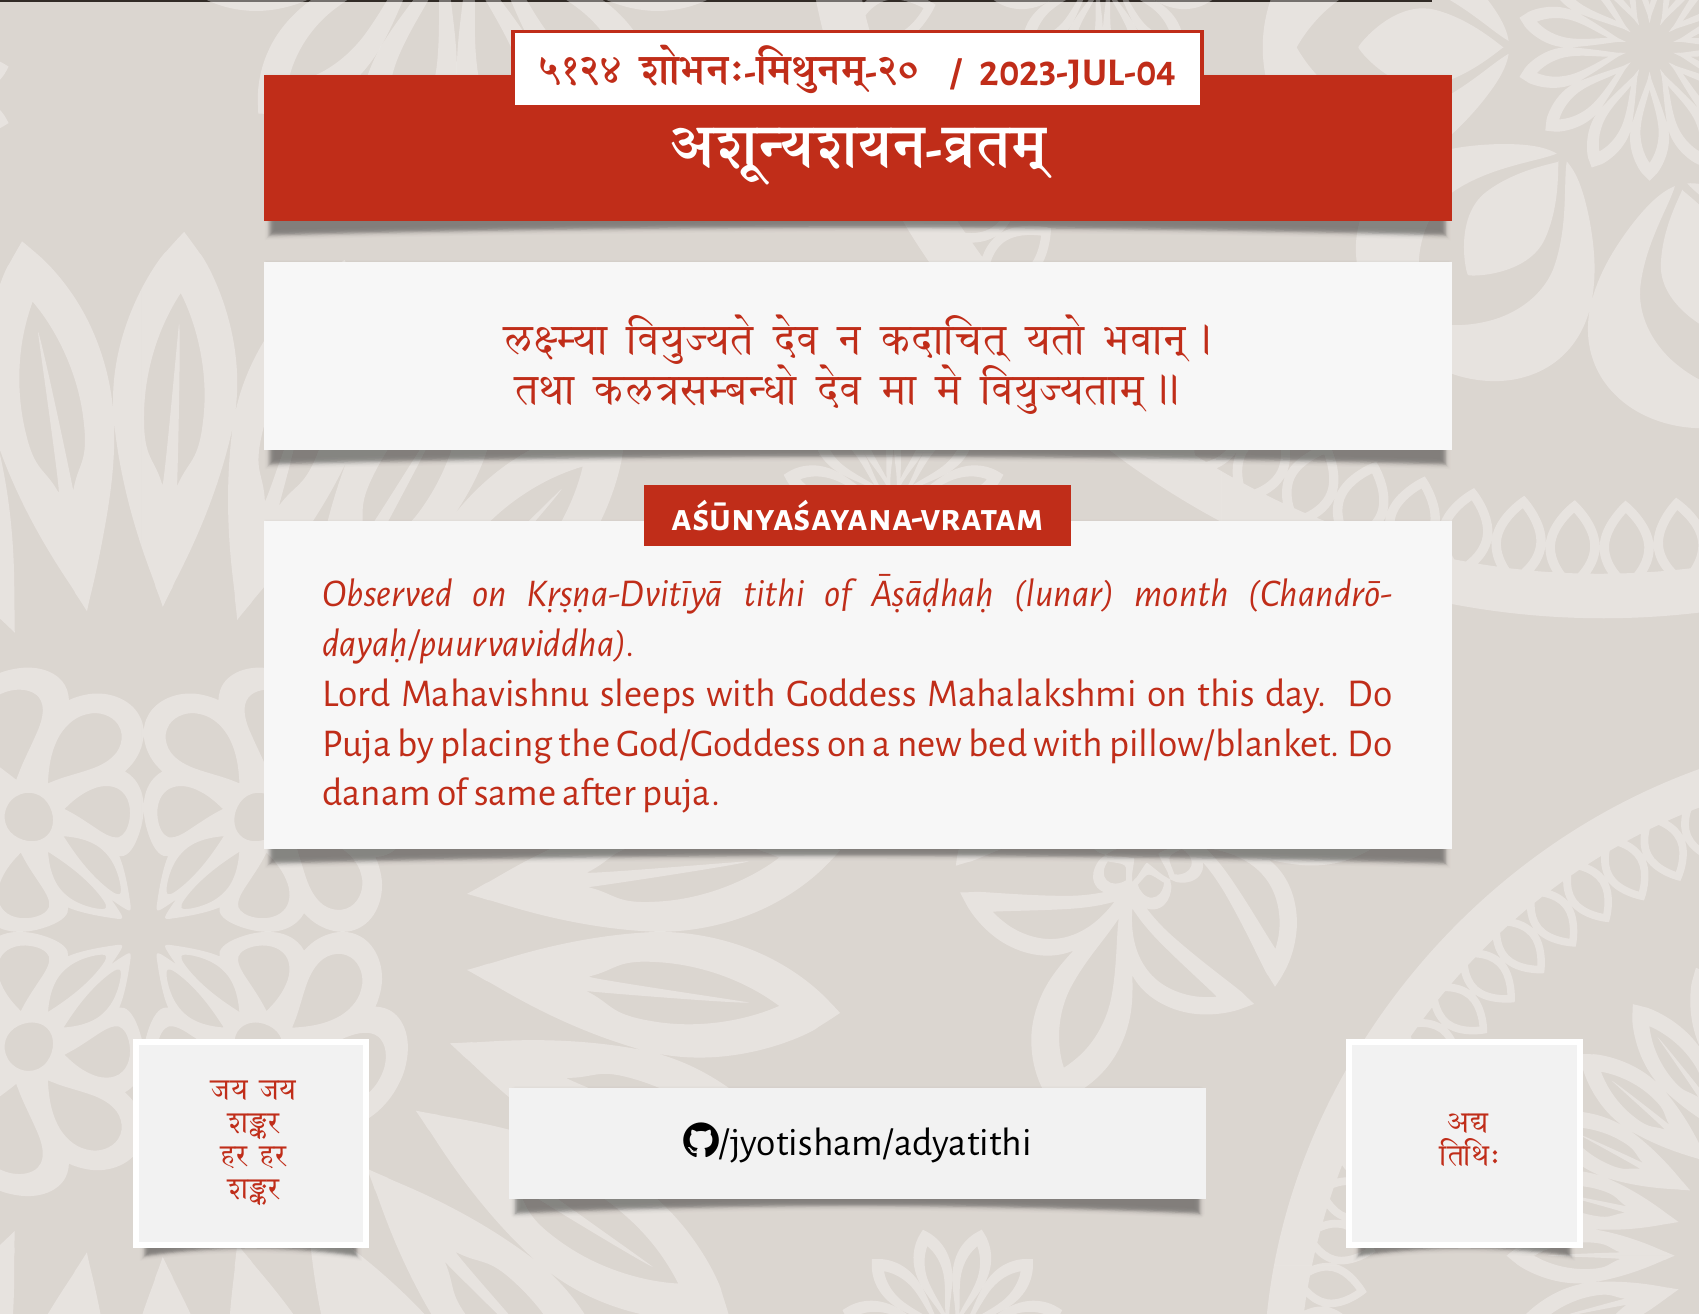 ५१२४ शोभनः-मिथुनम्-२० / 2023-JUL-04
अशून्यशयन-व्रतम्
लक्ष्म्या वियुज्यते देव न कदाचित् यतो भवान् ।
तथा कलत्रसम्बन्धो देव मा मे वियुज्यताम् ॥
AŚŪNYAŚAYANA-VRATAM
Observed on Kṛṣṇa-Dvitīyā tithi of Āṣāḍhaḥ (lunar) month (Chandrō-
dayaḥ/puurvaviddha).
Lord Mahavishnu sleeps with Goddess Mahalakshmi on this day. Do
Puja by placing the God/Goddess on a new bed with pillow/blanket. Do
danam of same after puja.
जय जय
शङ्कर
हर हर
शङ्कर
/jyotisham/adyatithi
अद्य
तिथिः